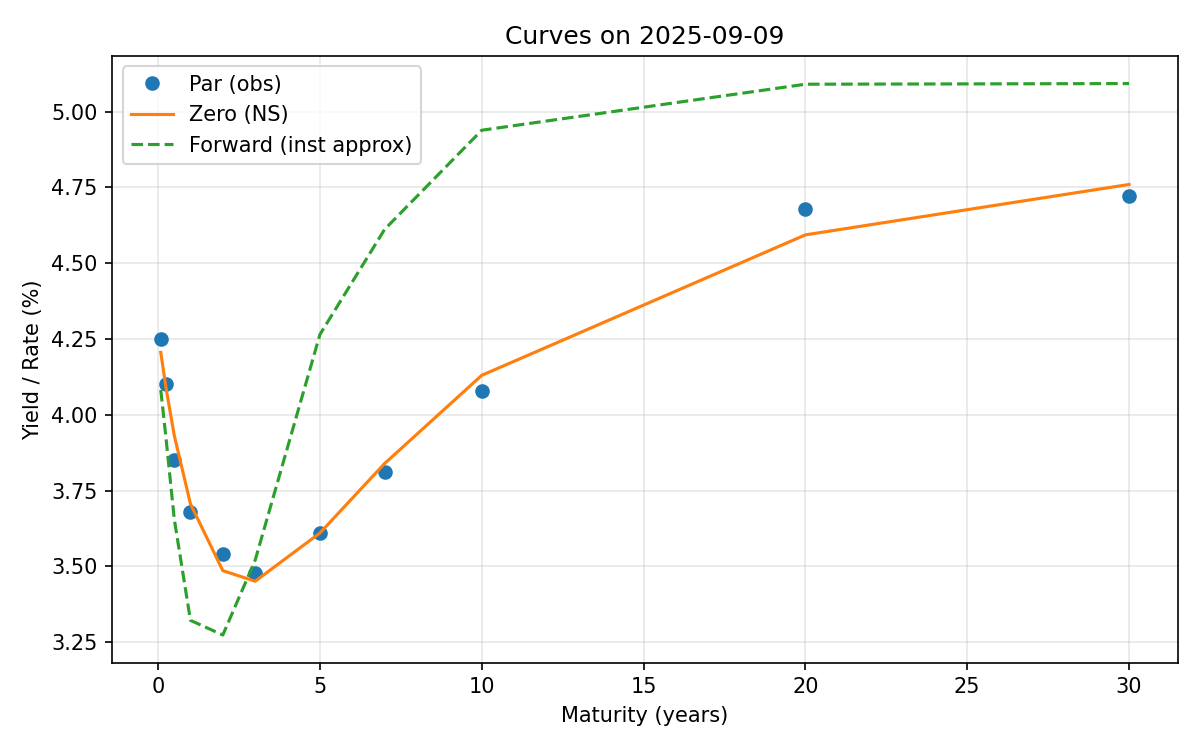 Curves on 2025-09-09
Par (obs)
Zero (NS)
Forward (inst approx)
Yield / Rate (%)
5.00
4.75
4.50
4.25
4.00
3.75
3.50
3.25
0 5 10 15 20 25 30
Maturity (years)